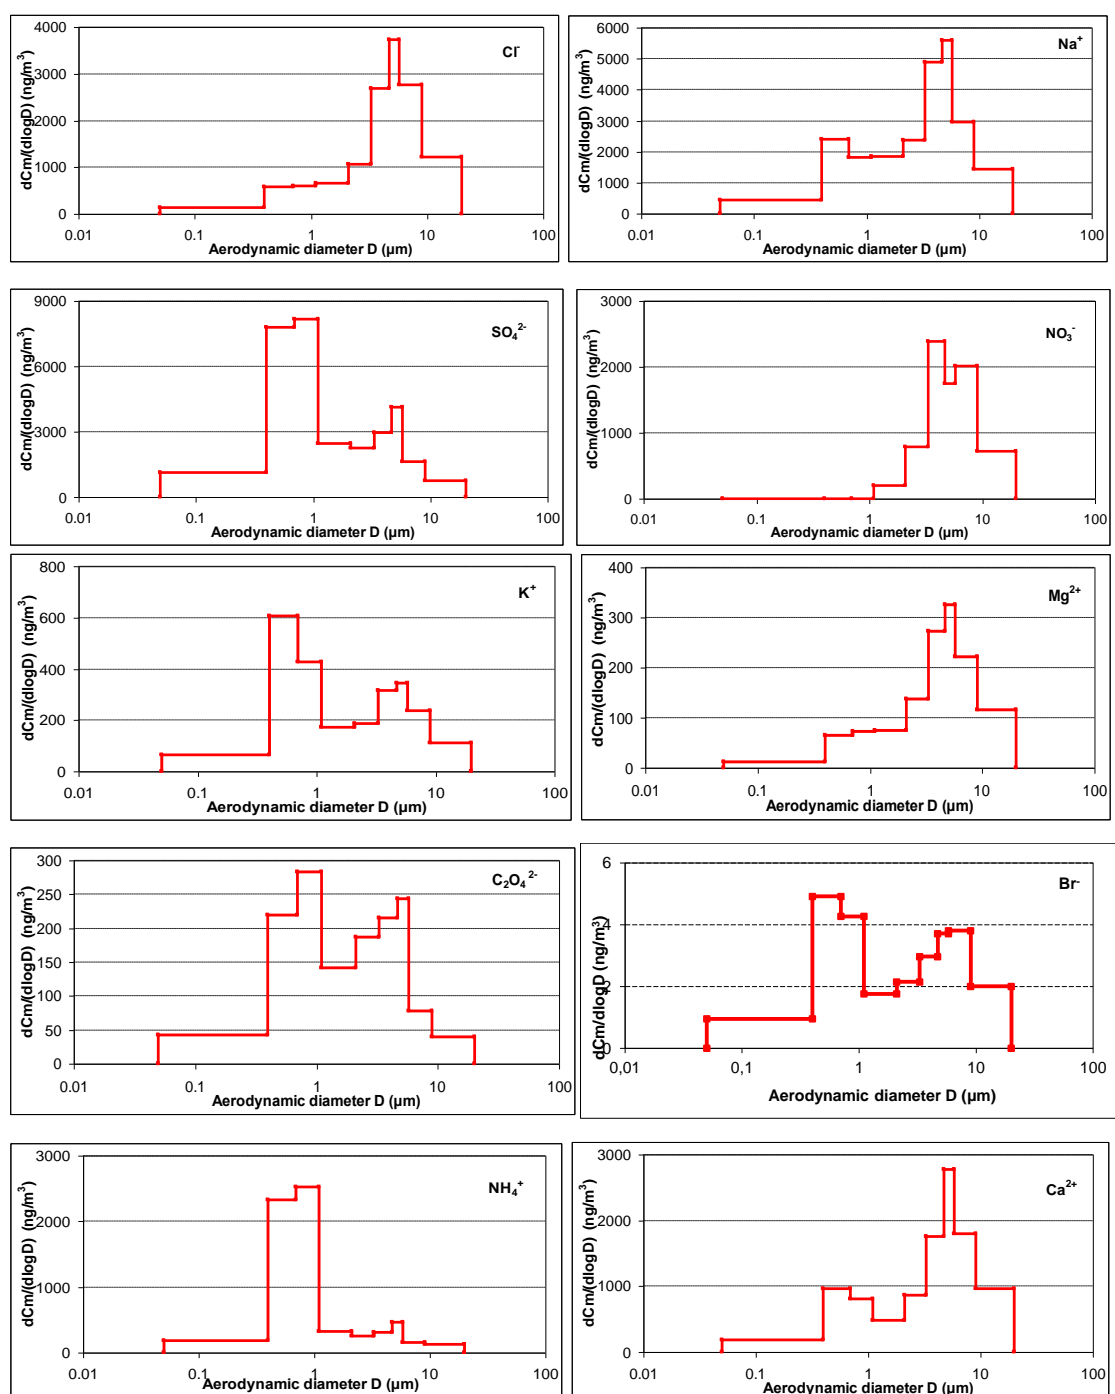 4000
3000
2000
1000
0
0.01 0.1 1 10 100
dCm/(dlogD) (ng/m³)
Aerodynamic diameter D (µm)
Cl⁻
6000
5000
4000
3000
2000
1000
0
0.01 0.1 1 10 100
dCm/(dlogD) (ng/m³)
Aerodynamic diameter D (µm)
Na⁺
9000
6000
3000
0
0.01 0.1 1 10 100
dCm/(dlogD) (ng/m³)
Aerodynamic diameter D (µm)
SO₄²⁻
3000
2000
1000
0
0.01 0.1 1 10 100
dCm/(dlogD) (ng/m³)
Aerodynamic diameter D (µm)
NO₃⁻
800
600
400
200
0
0.01 0.1 1 10 100
dCm/(dlogD) (ng/m³)
Aerodynamic diameter D (µm)
K⁺
400
300
200
100
0
0.01 0.1 1 10 100
dCm/(dlogD) (ng/m³)
Aerodynamic diameter D (µm)
Mg²⁺
300
250
200
150
100
50
0
0.01 0.1 1 10 100
dCm/(dlogD) (ng/m³)
Aerodynamic diameter D (µm)
C₂O₄²⁻
6
4
2
0
0,01 0,1 1 10 100
dCm/dlogD (ng/m³)
Aerodynamic diameter D (µm)
Br⁻
3000
2000
1000
0
0.01 0.1 1 10 100
dCm/(dlogD) (ng/m³)
Aerodynamic diameter D (µm)
NH₄⁺
3000
2000
1000
0
0.01 0.1 1 10 100
dCm/(dlogD) (ng/m³)
Aerodynamic diameter D (µm)
Ca²⁺